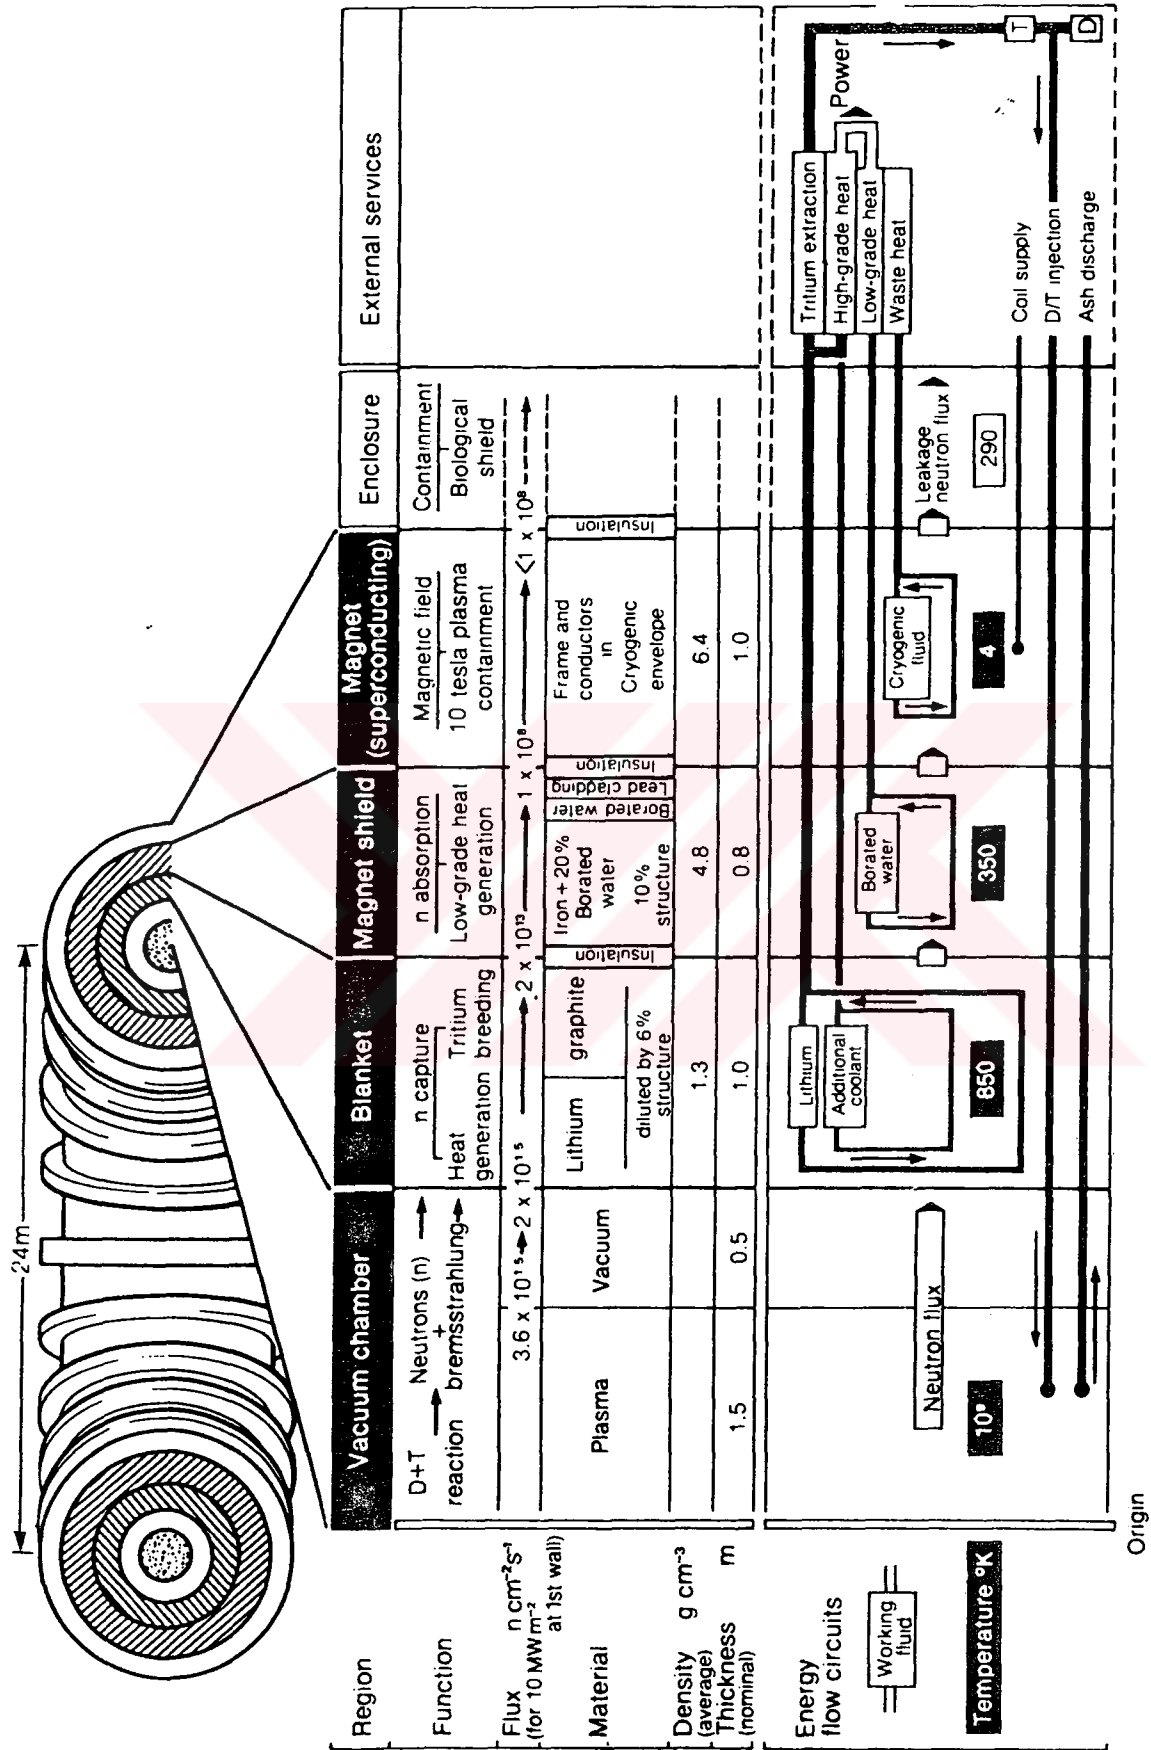 24m
Region
Vacuum chamber
Blanket
Magnet shield
Magnet
(superconducting)
Enclosure
External services
Function
D+T → Neutrons (n) →
+
reaction bremsstrahlung→
n capture
Heat Tritium
generation breeding
n absorption
Low-grade heat
generation
Magnetic field
10 tesla plasma
containment
Containment
Biological
shield
Flux n cm⁻²s⁻¹
(for 10 MWm⁻²
at 1st wall)
3.6 x 10¹⁵→ 2 x 10¹⁵ → 2 x 10¹³ → 1 x 10⁸ → <1 x 10⁸
Material
Plasma
Vacuum
Lithium
graphite
diluted by 6%
structure
Insulation
Iron + 20%
Borated
water
10%
structure
Borated water
Lead cladding
Insulation
Frame and
conductors
in
Cryogenic
envelope
Insulation
Density g cm⁻³
(average)
1.3
4.8
6.4
Thickness m
(nominal)
1.5
0.5
1.0
0.8
1.0
Energy
flow circuits
Working
fluid
Neutron flux
Lithium
Additional
coolant
Borated
water
Cryogenic
fluid
Leakage
neutron flux
Tritium extraction
High-grade heat
Low-grade heat
Waste heat
Power
T
D
Coil supply
D/T injection
Ash discharge
Temperature °K
850
350
4
290
Origin